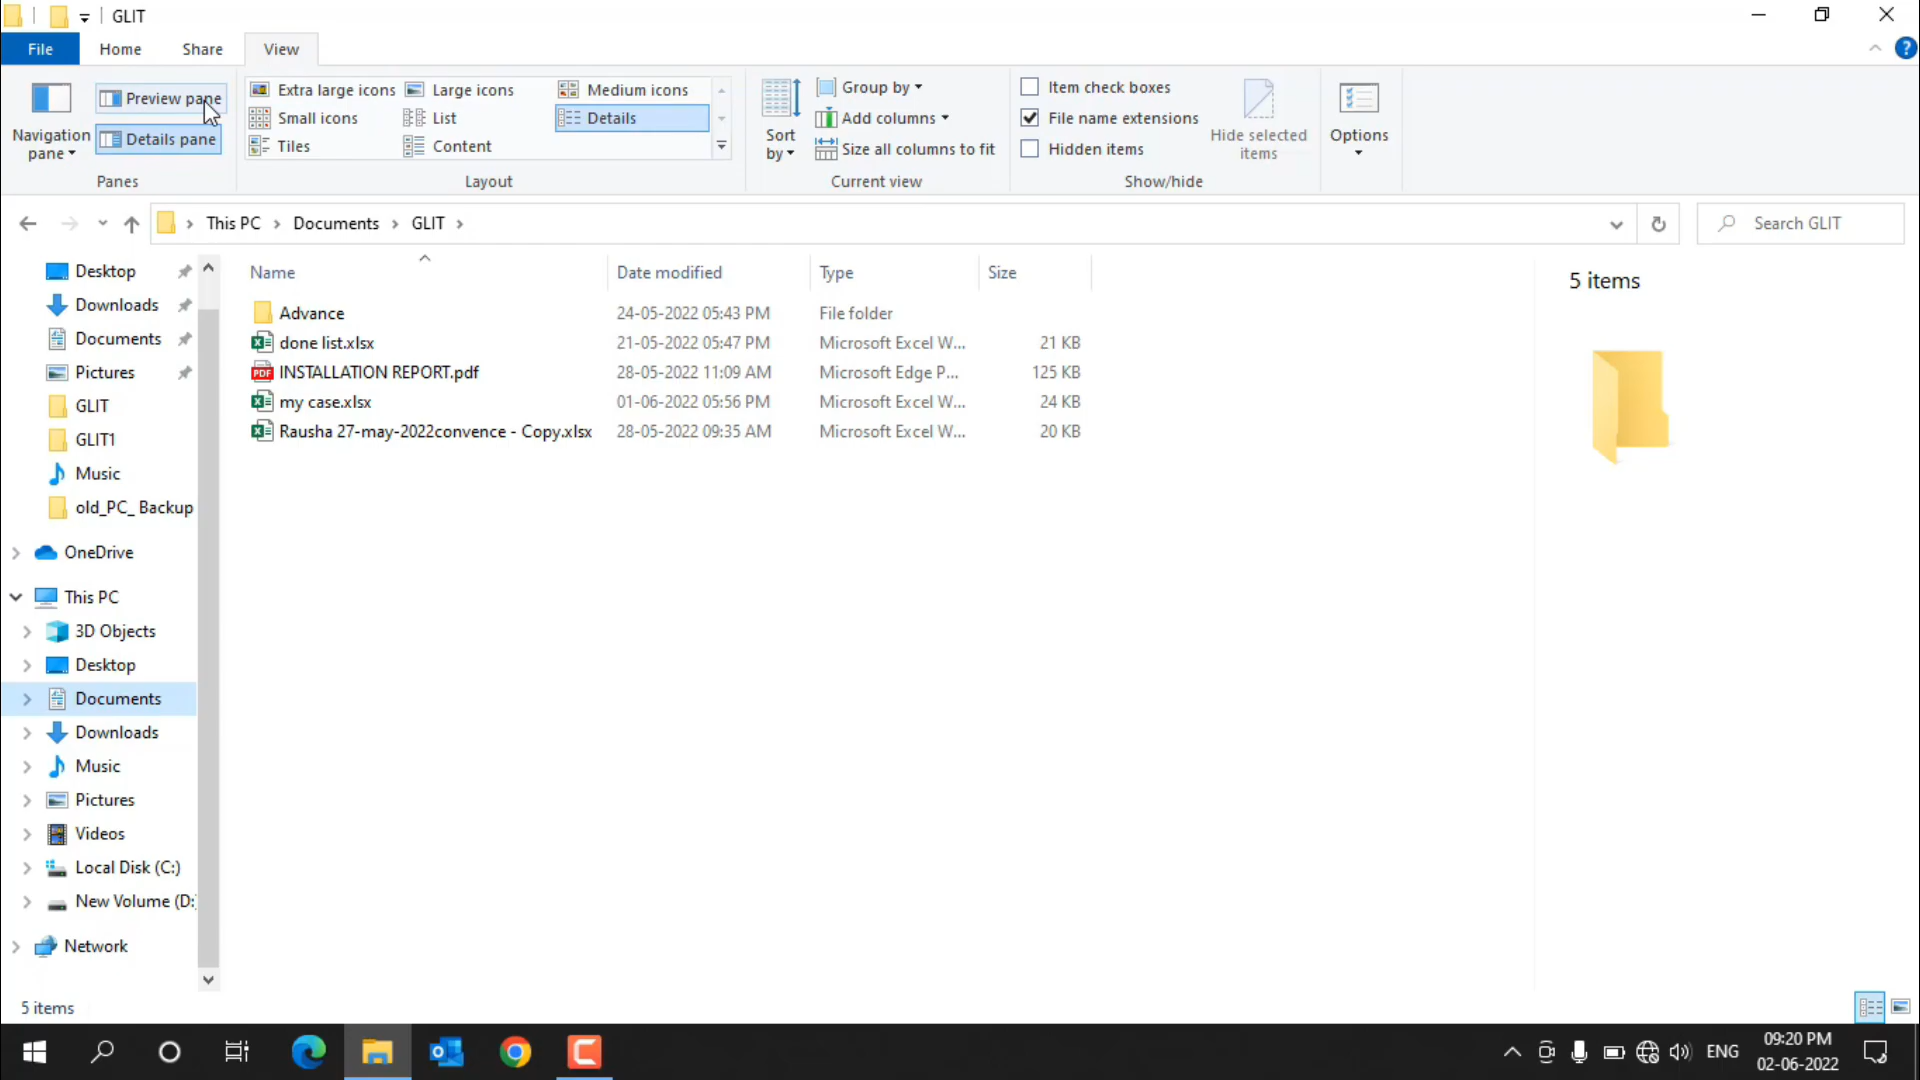 GLIT
File Home Share View
Navigation pane
Preview pane
Details pane
Panes
Extra large icons Large icons Medium icons
Small icons List Details
Tiles Content
Layout
Sort by
Group by
Add columns
Size all columns to fit
Current view
Item check boxes
File name extensions
Hidden items
Hide selected items
Show/hide
Options
This PC Documents GLIT
Search GLIT
Desktop
Downloads
Documents
Pictures
GLIT
GLIT1
Music
old_PC_ Backup
OneDrive
This PC
3D Objects
Desktop
Documents
Downloads
Music
Pictures
Videos
Local Disk (C:)
New Volume (D:
Network
Name Date modified Type Size
Advance 24-05-2022 05:43 PM File folder
done list.xlsx 21-05-2022 05:47 PM Microsoft Excel W... 21 KB
PDF INSTALLATION REPORT.pdf 28-05-2022 11:09 AM Microsoft Edge P... 125 KB
my case.xlsx 01-06-2022 05:56 PM Microsoft Excel W... 24 KB
Rausha 27-may-2022convence - Copy.xlsx 28-05-2022 09:35 AM Microsoft Excel W... 20 KB
5 items
5 items
ENG
09:20 PM
02-06-2022